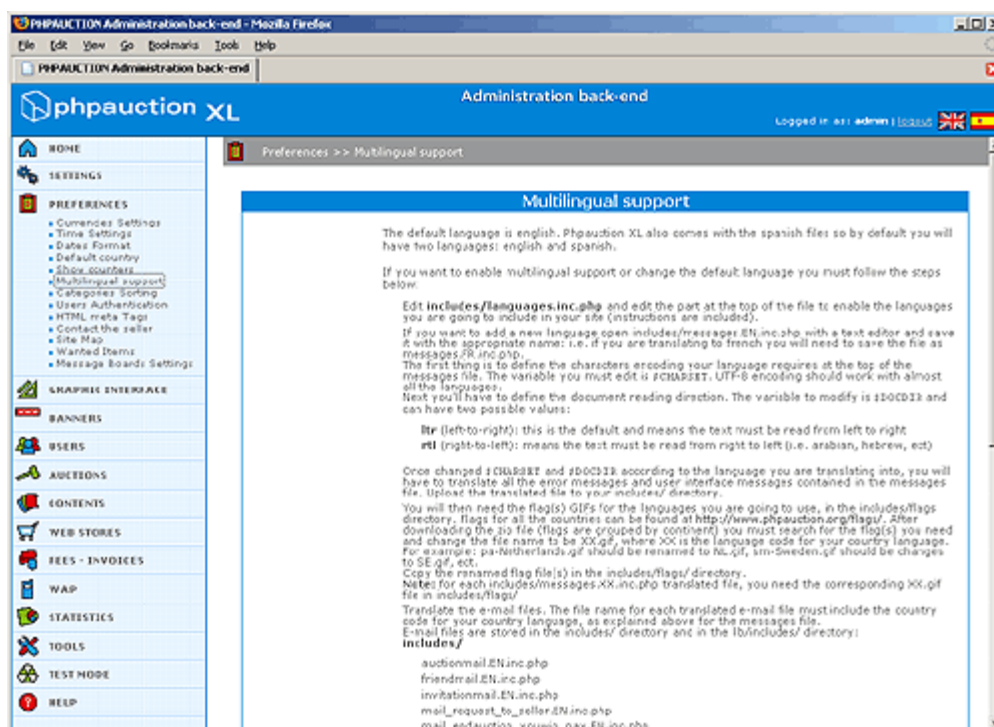 PHPAUCTION Administration back-end - Mozilla Firefox
File Edit View Go Bookmarks Tools Help
PHPAUCTION Administration back-end
phpauction XL
Administration back-end
Logged in as: admin | logout
HOME
SETTINGS
PREFERENCES
Currencies Settings
Time Settings
Dates Format
Default country
Show counters
Multilingual support
Categories Sorting
Users Authentication
HTML meta Tags
Contact the seller
Site Map
Wanted Items
Message Boards Settings
GRAPHIC INTERFACE
BANNERS
USERS
AUCTIONS
CONTENTS
WEB STORES
FEES - INVOICES
WAP
STATISTICS
TOOLS
TEST MODE
HELP
Preferences >> Multilingual support
Multilingual support
The default language is english. Phpauction XL also comes with the spanish files so by default you will
have two languages: english and spanish.
If you want to enable multilingual support or change the default language you must follow the steps
below.
Edit includes/languages.inc.php and edit the part at the top of the file to enable the languages
you are going to include in your site (instructions are included).
If you want to add a new language open includes/messages.EN.inc.php with a text editor and save
it with the appropriate name: i.e. if you are translating to french you will need to save the file as
messages.FR.inc.php.
The first thing is to define the characters encoding your language requires at the top of the
messages file. The variable you must edit is $CHARSET. UTF-8 encoding should work with almost
all the languages.
Next you'll have to define the document reading direction. The variable to modify is $DOCDIR and
can have two possible values:
ltr (left-to-right): this is the default and means the text must be read from left to right
rtl (right-to-left): means the text must be read from right to left (i.e. arabian, hebrew, ect)
Once changed $CHARSET and $DOCDIR according to the language you are translating into, you will
have to translate all the error messages and user interface messages contained in the messages
file. Upload the translated file to your includes/ directory.
You will then need the flag(s) GIFs for the languages you are going to use, in the includes/flags
directory. flags for all the countries can be found at http://www.phpauction.org/flags/. After
downloading the zip file (flags are grouped by continent) you must search for the flag(s) you need
and change the file name to be XX.gif, where XX is the language code for your country language.
For example: pa-Netherlands.gif should be renamed to NL.gif, sm-Sweden.gif should be changes
to SE.gif, ect.
Copy the renamed flag file(s) in the includes/flags/ directory.
Note: for each includes/messages.XX.inc.php translated file, you need the corresponding XX.gif
file in includes/flags/
Translate the e-mail files. The file name for each translated e-mail file must include the country
code for your country language, as explained above for the messages file.
E-mail files are stored in the includes/ directory and in the lib/includes/ directory:
includes/
auctionmail.EN.inc.php
friendmail.EN.inc.php
invitationmail.EN.inc.php
mail_request_to_seller.EN.inc.php